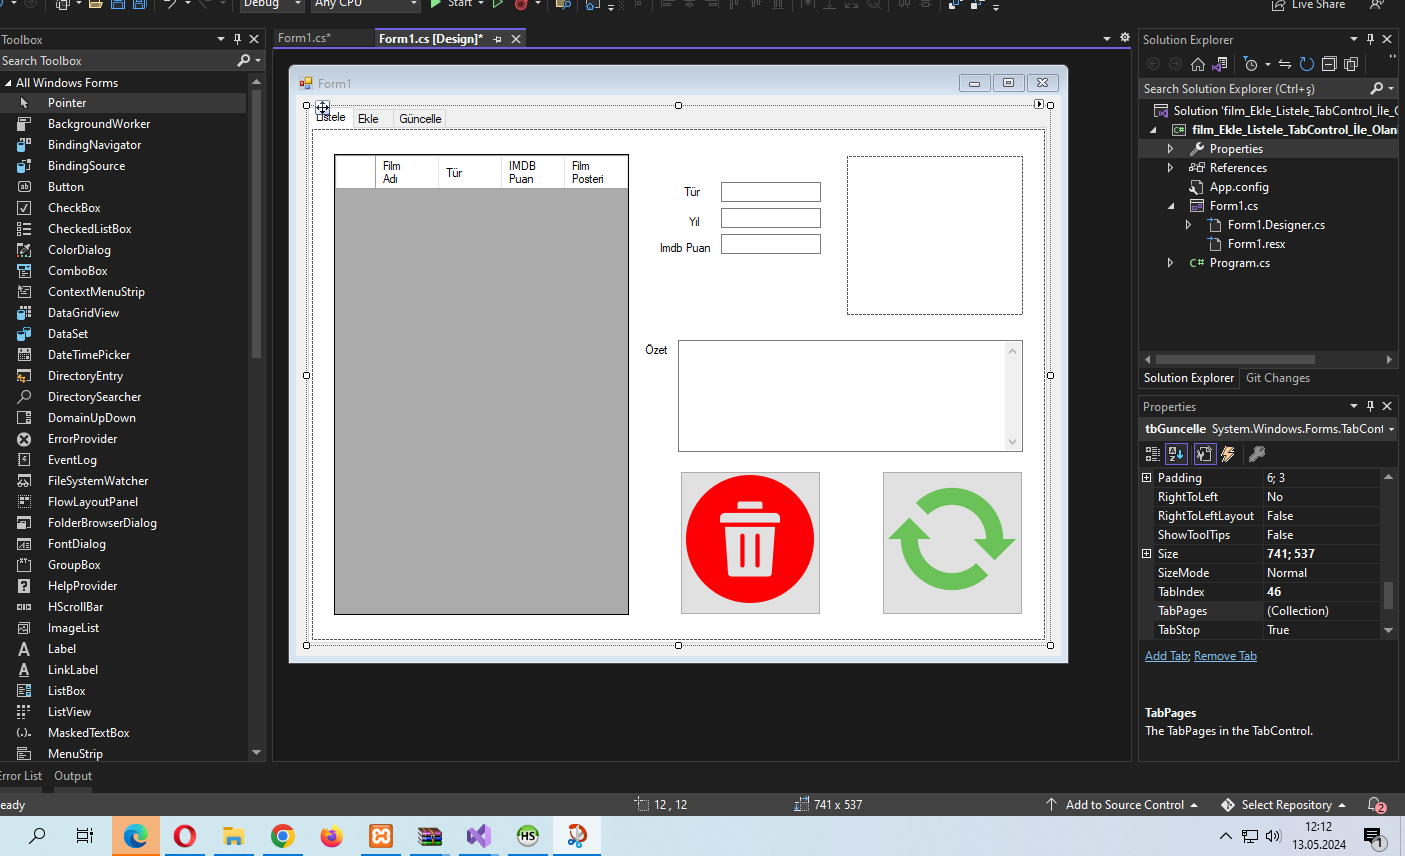 Debug Any CPU Start Live Share
Toolbox
Search Toolbox
All Windows Forms
Pointer
BackgroundWorker
BindingNavigator
BindingSource
Button
CheckBox
CheckedListBox
ColorDialog
ComboBox
ContextMenuStrip
DataGridView
DataSet
DateTimePicker
DirectoryEntry
DirectorySearcher
DomainUpDown
ErrorProvider
EventLog
FileSystemWatcher
FlowLayoutPanel
FolderBrowserDialog
FontDialog
GroupBox
HelpProvider
HScrollBar
ImageList
Label
LinkLabel
ListBox
ListView
MaskedTextBox
MenuStrip
Form1.cs* Form1.cs [Design]*
Form1
Listele Ekle Güncelle
Film Adı Tür IMDB Puan Film Posteri
Tür
Yıl
Imdb Puan
Özet
Solution Explorer
Search Solution Explorer (Ctrl+ş)
Solution 'film_Ekle_Listele_TabControl_İle_O
film_Ekle_Listele_TabControl_İle_Olan
Properties
References
App.config
Form1.cs
Form1.Designer.cs
Form1.resx
C# Program.cs
Solution Explorer Git Changes
Properties
tbGuncelle System.Windows.Forms.TabCont
Padding 6; 3
RightToLeft No
RightToLeftLayout False
ShowToolTips False
Size 741; 537
SizeMode Normal
TabIndex 46
TabPages (Collection)
TabStop True
Add Tab; Remove Tab
TabPages
The TabPages in the TabControl.
Error List Output
eady 12 , 12 741 x 537 Add to Source Control Select Repository 2
HS 12:12
13.05.2024 1